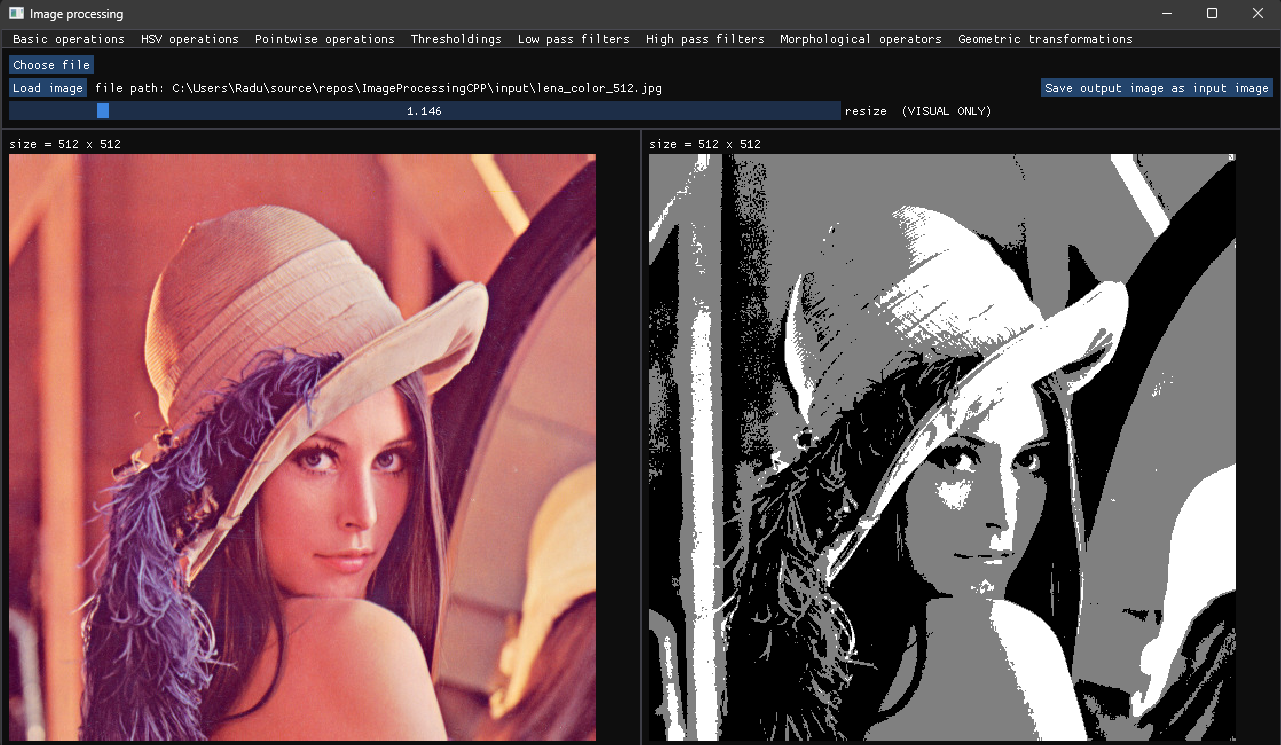 Image processing
Basic operations HSV operations Pointwise operations Thresholdings Low pass filters High pass filters Morphological operators Geometric transformations
Choose file
Load image file path: C:\Users\Radu\source\repos\ImageProcessingCPP\input\lena_color_512.jpg Save output image as input image
1.146 resize (VISUAL ONLY)
size = 512 x 512 size = 512 x 512